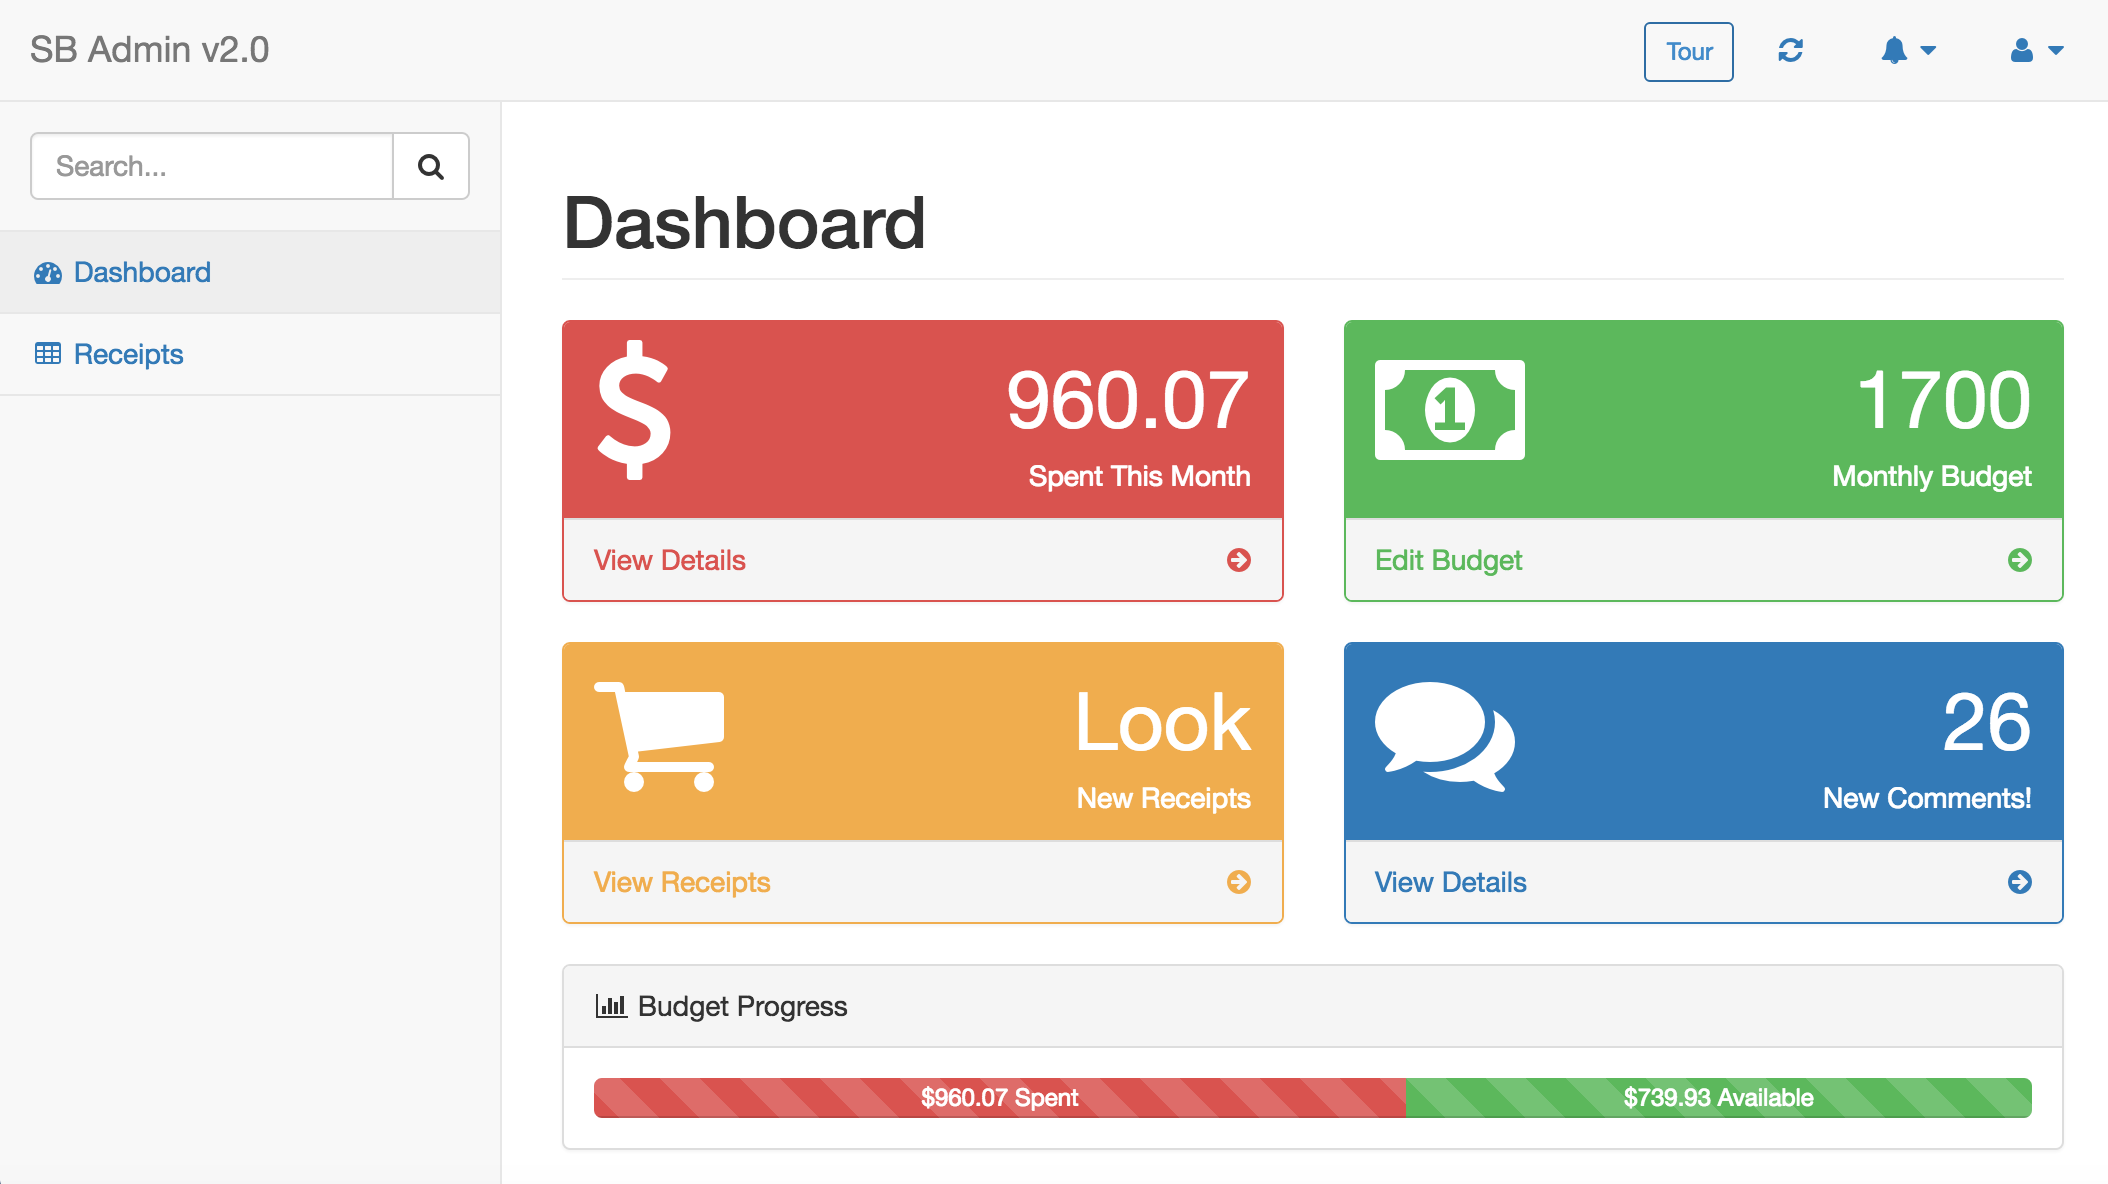 SB Admin v2.0
Tour
Search...
Dashboard
Receipts
Dashboard
960.07
Spent This Month
View Details
1
1700
Monthly Budget
Edit Budget
Look
New Receipts
View Receipts
26
New Comments!
View Details
Budget Progress
$960.07 Spent
$739.93 Available